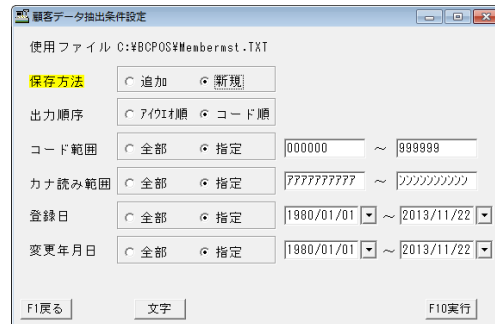 顧客データ抽出条件設定
使用ファイル C:¥BCPOS¥Membermst.TXT
保存方法 追加 新規
出力順序 アイウエオ順 コード順
コード範囲 全部 指定 000000 ～ 999999
カナ読み範囲 全部 指定 ｱｱｱｱｱｱｱｱｱｱ ～ ﾝﾝﾝﾝﾝﾝﾝﾝﾝﾝ
登録日 全部 指定 1980/01/01 ～ 2013/11/22
変更年月日 全部 指定 1980/01/01 ～ 2013/11/22
F1戻る 文字 F10実行